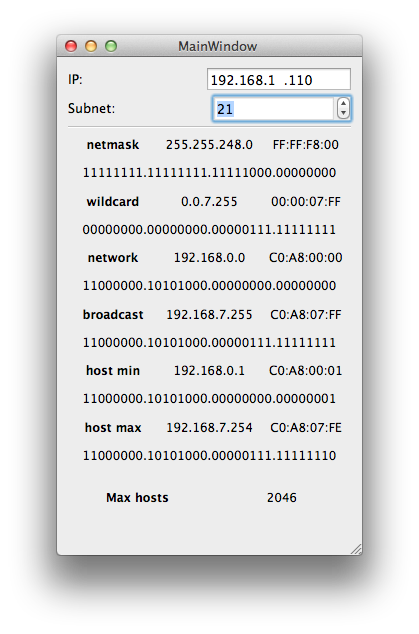 MainWindow
IP: 192.168.1  .110
Subnet: 21
netmask 255.255.248.0 FF:FF:F8:00
11111111.11111111.11111000.00000000
wildcard 0.0.7.255 00:00:07:FF
00000000.00000000.00000111.11111111
network 192.168.0.0 C0:A8:00:00
11000000.10101000.00000000.00000000
broadcast 192.168.7.255 C0:A8:07:FF
11000000.10101000.00000111.11111111
host min 192.168.0.1 C0:A8:00:01
11000000.10101000.00000000.00000001
host max 192.168.7.254 C0:A8:07:FE
11000000.10101000.00000111.11111110
Max hosts 2046